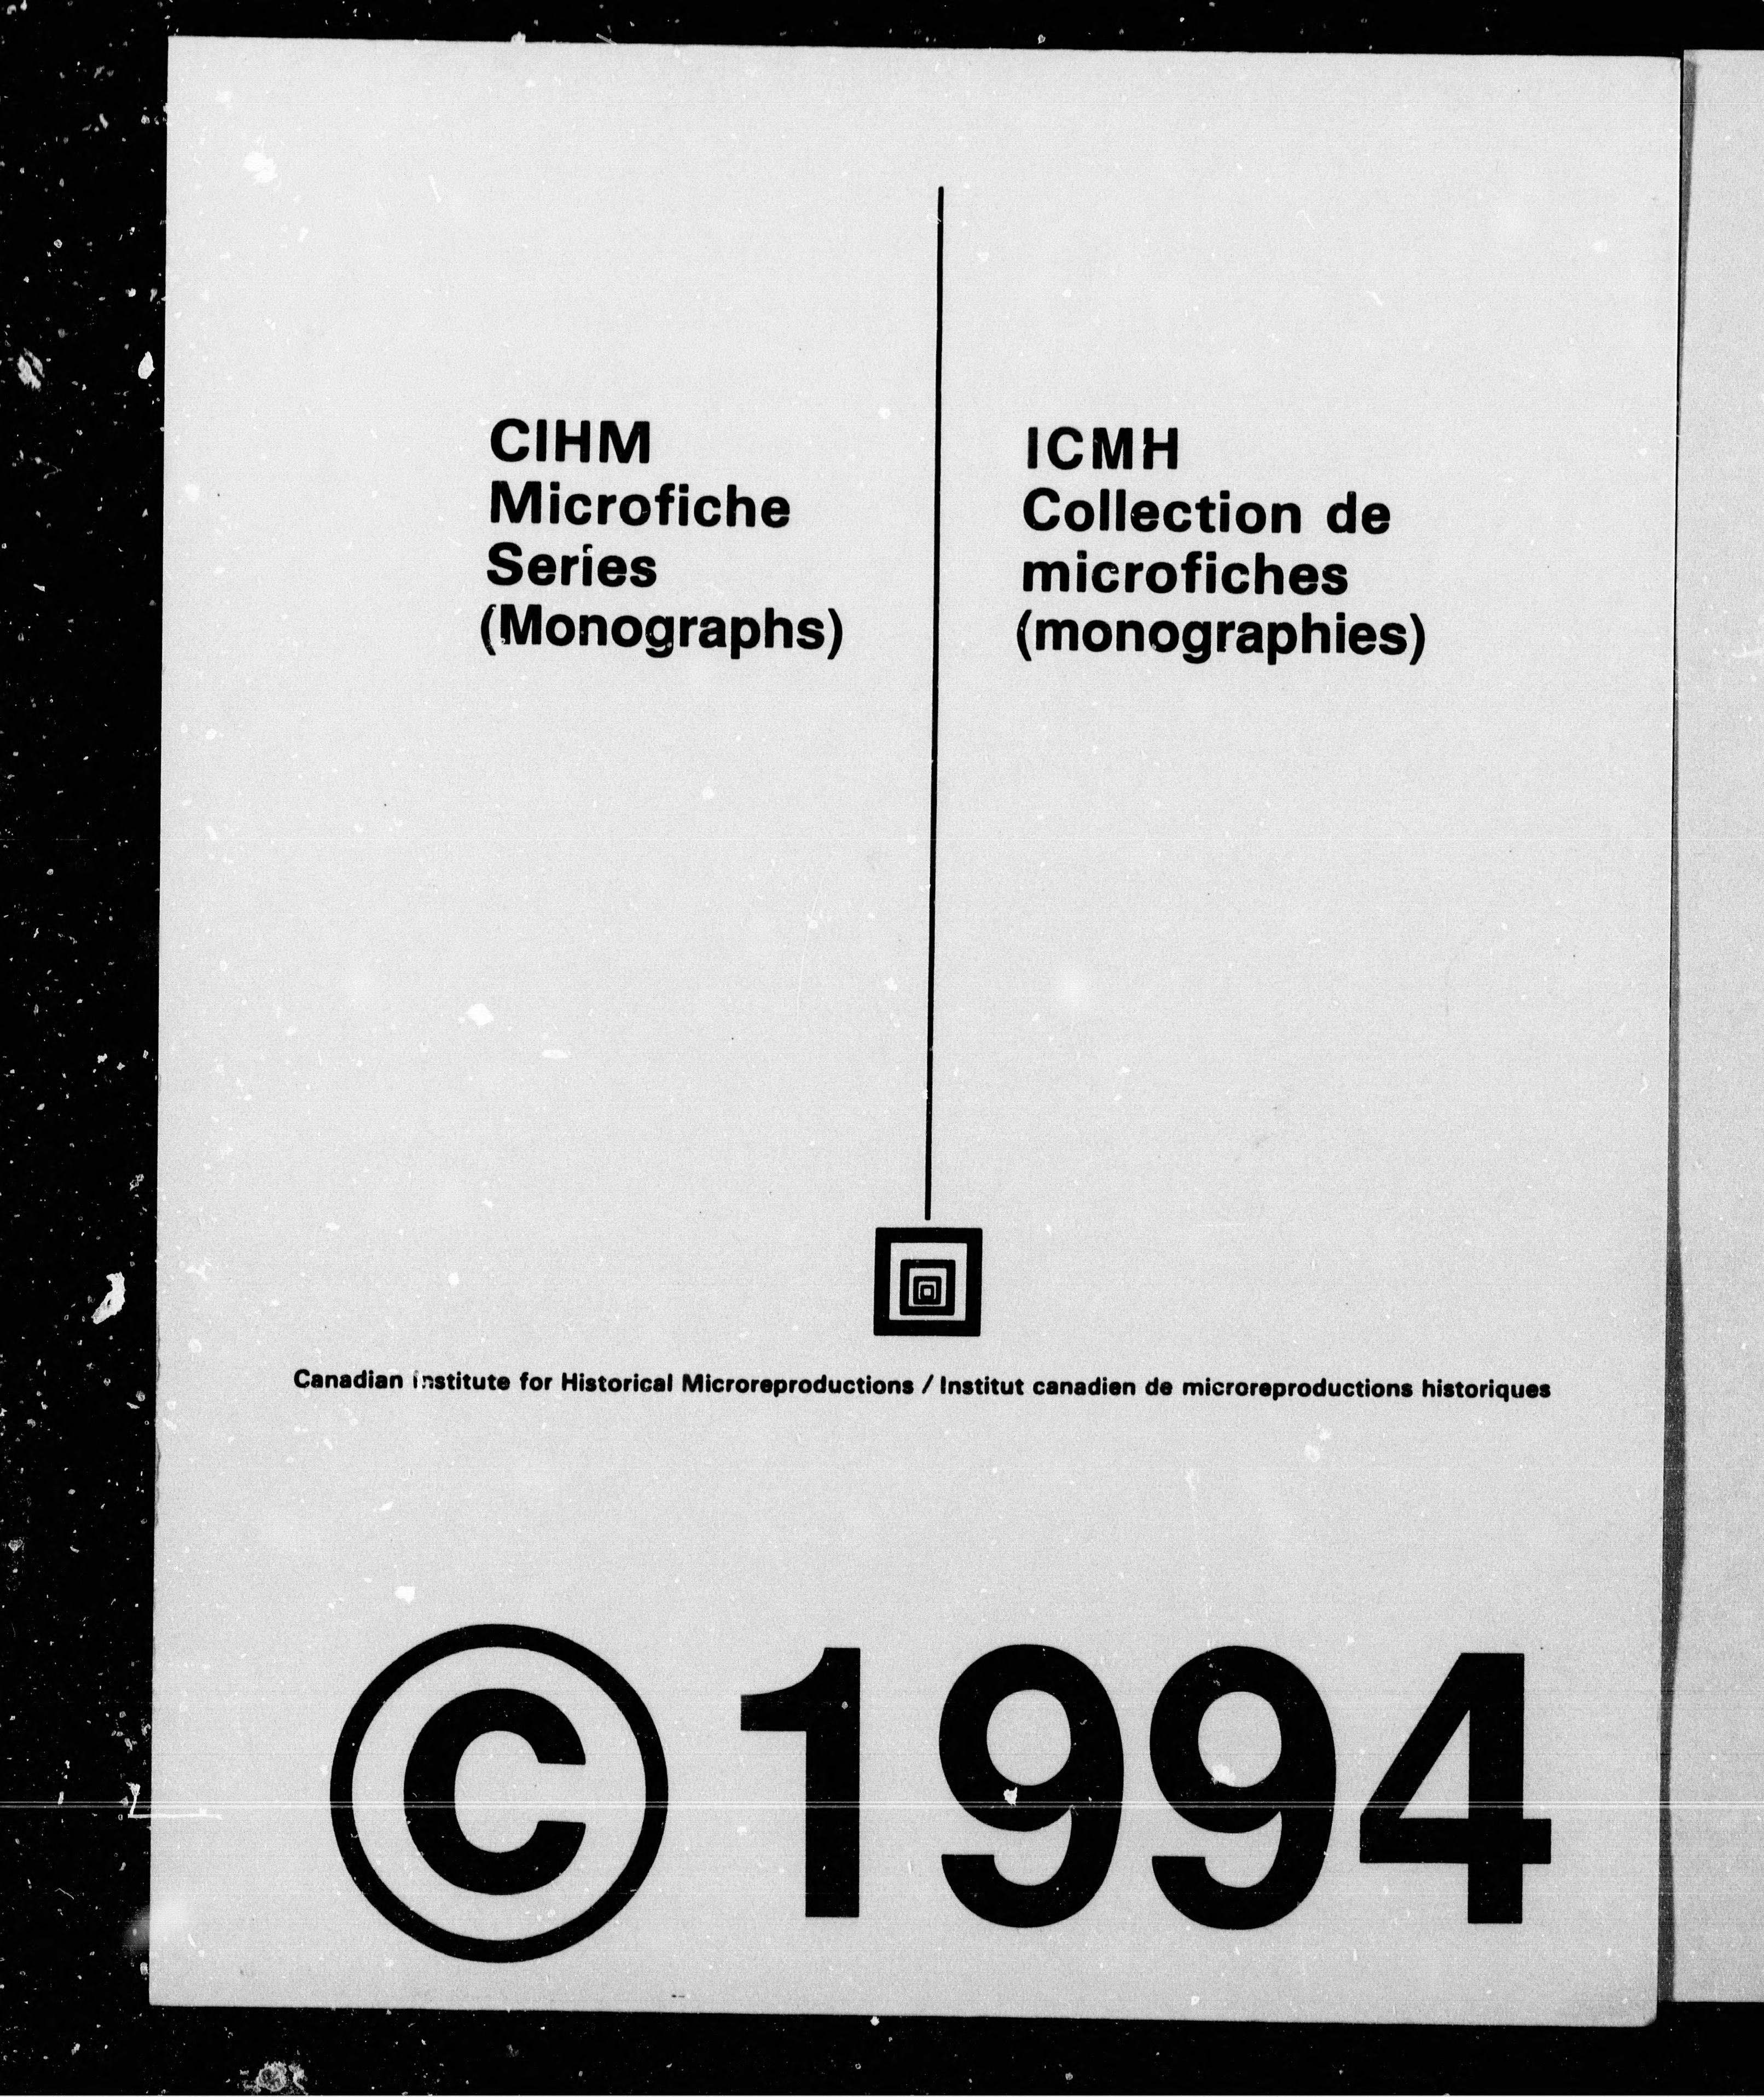 CIHM
Microfiche
Series
(Monographs)
ICMH
Collection de
microfiches
(monographies)
Canadian Institute for Historical Microreproductions / Institut canadien de microreproductions historiques
© 1994